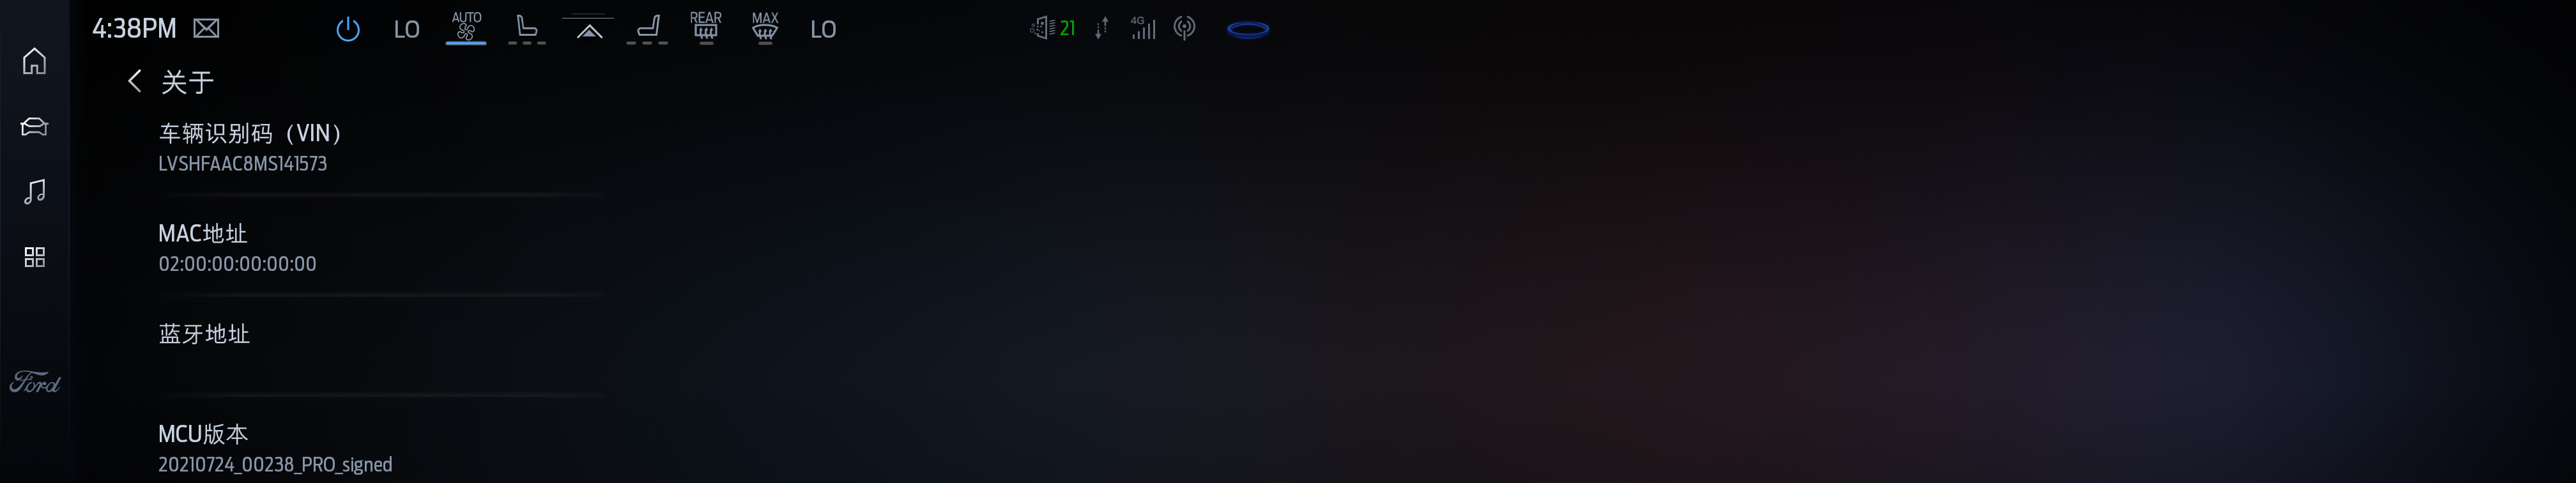 4:38PM
LO
AUTO
REAR
MAX
LO
21
4G
关于
车辆识别码（VIN）
LVSHFAAC8MS141573
MAC地址
02:00:00:00:00:00
蓝牙地址
Ford
MCU版本
20210724_00238_PRO_signed